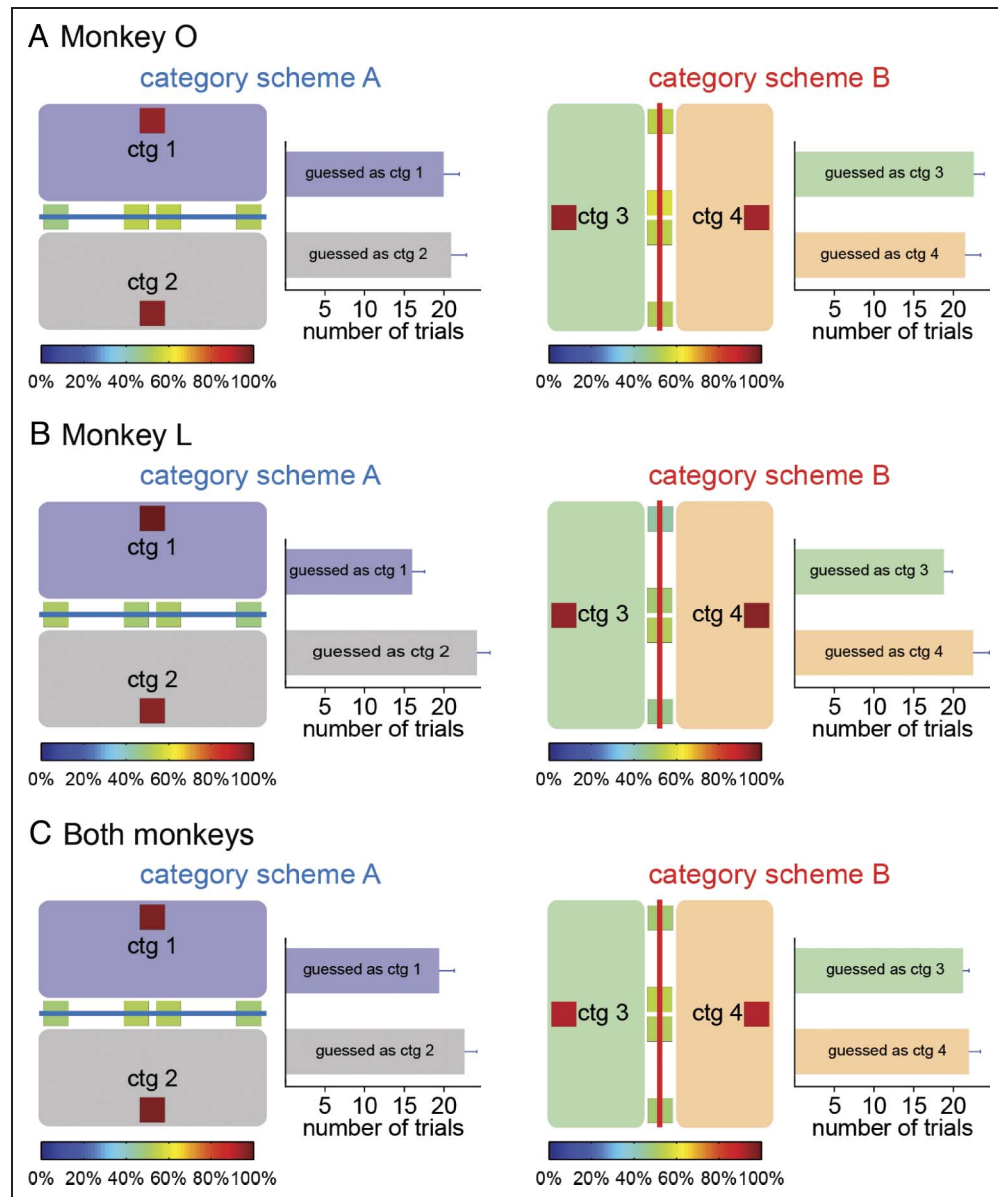 A Monkey O
category scheme A
category scheme B
ctg 1
guessed as ctg 1
ctg 2
guessed as ctg 2
5 10 15 20
number of trials
0% 20% 40% 60% 80% 100%
ctg 3
ctg 4
guessed as ctg 3
guessed as ctg 4
5 10 15 20
number of trials
0% 20% 40% 60% 80% 100%
B Monkey L
category scheme A
category scheme B
ctg 1
guessed as ctg 1
ctg 2
guessed as ctg 2
5 10 15 20
number of trials
0% 20% 40% 60% 80% 100%
ctg 3
ctg 4
guessed as ctg 3
guessed as ctg 4
5 10 15 20
number of trials
0% 20% 40% 60% 80% 100%
C Both monkeys
category scheme A
category scheme B
ctg 1
guessed as ctg 1
ctg 2
guessed as ctg 2
5 10 15 20
number of trials
0% 20% 40% 60% 80% 100%
ctg 3
ctg 4
guessed as ctg 3
guessed as ctg 4
5 10 15 20
number of trials
0% 20% 40% 60% 80% 100%